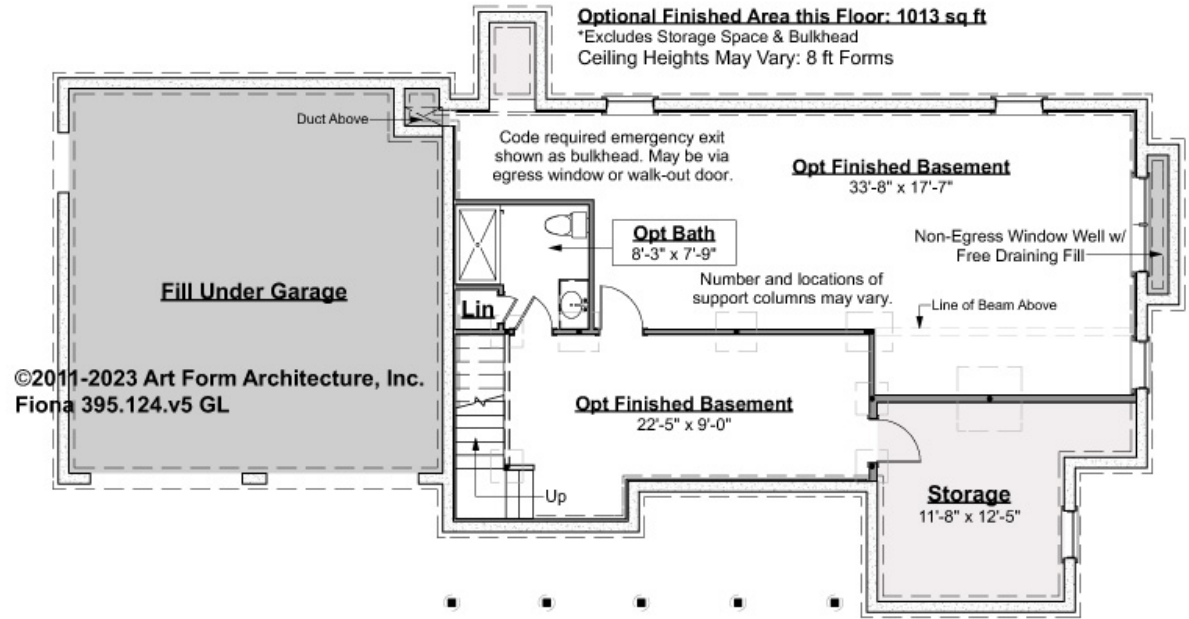 Optional Finished Area this Floor: 1013 sq ft
*Excludes Storage Space & Bulkhead
Ceiling Heights May Vary: 8 ft Forms
Duct Above
Code required emergency exit
shown as bulkhead. May be via
egress window or walk-out door.
Opt Finished Basement
33'-8" x 17'-7"
Opt Bath
8'-3" x 7'-9"
Non-Egress Window Well w/
Free Draining Fill
Number and locations of
support columns may vary.
Fill Under Garage
Lin
Line of Beam Above
©2011-2023 Art Form Architecture, Inc.
Fiona 395.124.v5 GL
Opt Finished Basement
22'-5" x 9'-0"
Up
Storage
11'-8" x 12'-5"